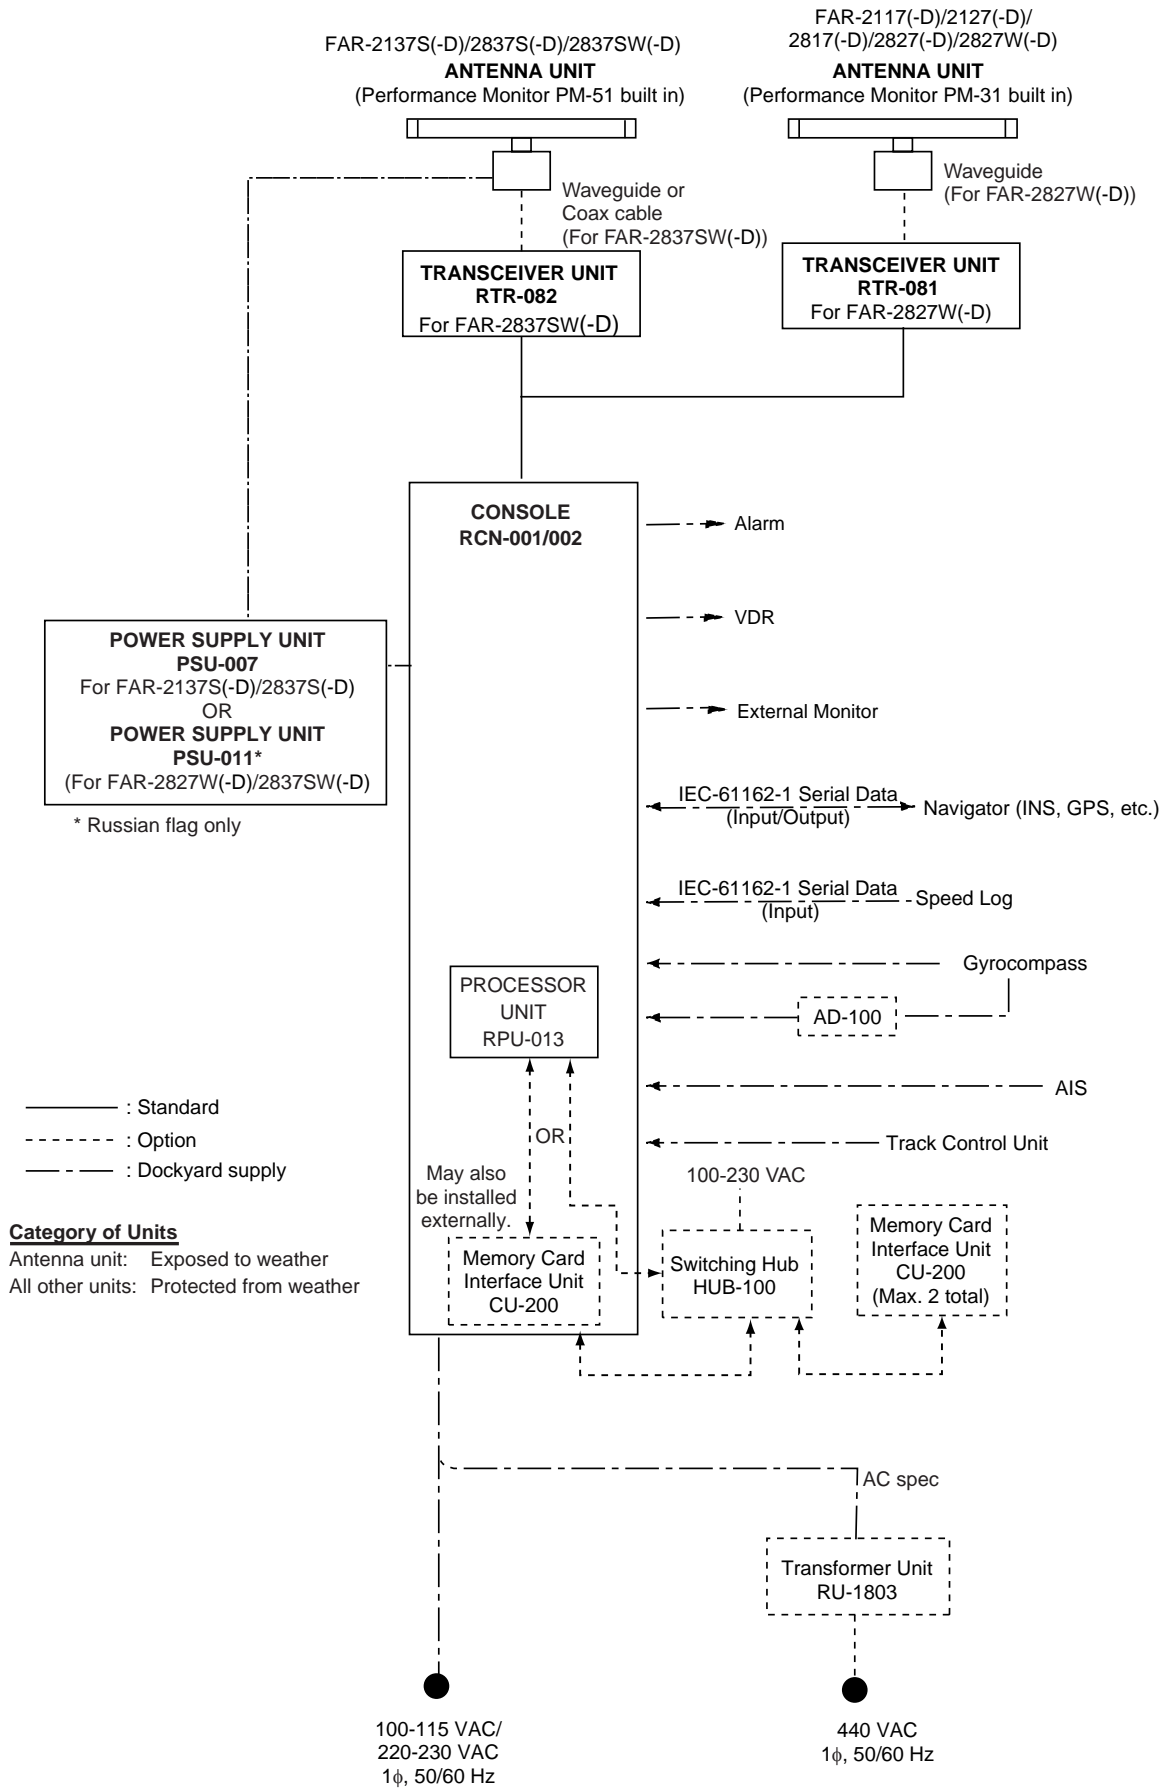 FAR-2137S(-D)/2837S(-D)/2837SW(-D)
ANTENNA UNIT
(Performance Monitor PM-51 built in)
FAR-2117(-D)/2127(-D)/
2817(-D)/2827(-D)/2827W(-D)
ANTENNA UNIT
(Performance Monitor PM-31 built in)
Waveguide or
Coax cable
(For FAR-2837SW(-D))
Waveguide
(For FAR-2827W(-D))
TRANSCEIVER UNIT
RTR-082
For FAR-2837SW(-D)
TRANSCEIVER UNIT
RTR-081
For FAR-2827W(-D)
CONSOLE
RCN-001/002
Alarm
VDR
External Monitor
POWER SUPPLY UNIT
PSU-007
For FAR-2137S(-D)/2837S(-D)
OR
POWER SUPPLY UNIT
PSU-011*
(For FAR-2827W(-D)/2837SW(-D)
* Russian flag only
IEC-61162-1 Serial Data
(Input/Output)
Navigator (INS, GPS, etc.)
IEC-61162-1 Serial Data
(Input)
Speed Log
Gyrocompass
AD-100
AIS
Track Control Unit
PROCESSOR
UNIT
RPU-013
OR
May also
be installed
externally.
Memory Card
Interface Unit
CU-200
100-230 VAC
Switching Hub
HUB-100
Memory Card
Interface Unit
CU-200
(Max. 2 total)
: Standard
: Option
: Dockyard supply
Category of Units
Antenna unit: Exposed to weather
All other units: Protected from weather
AC spec
Transformer Unit
RU-1803
100-115 VAC/
220-230 VAC
1ϕ, 50/60 Hz
440 VAC
1ϕ, 50/60 Hz